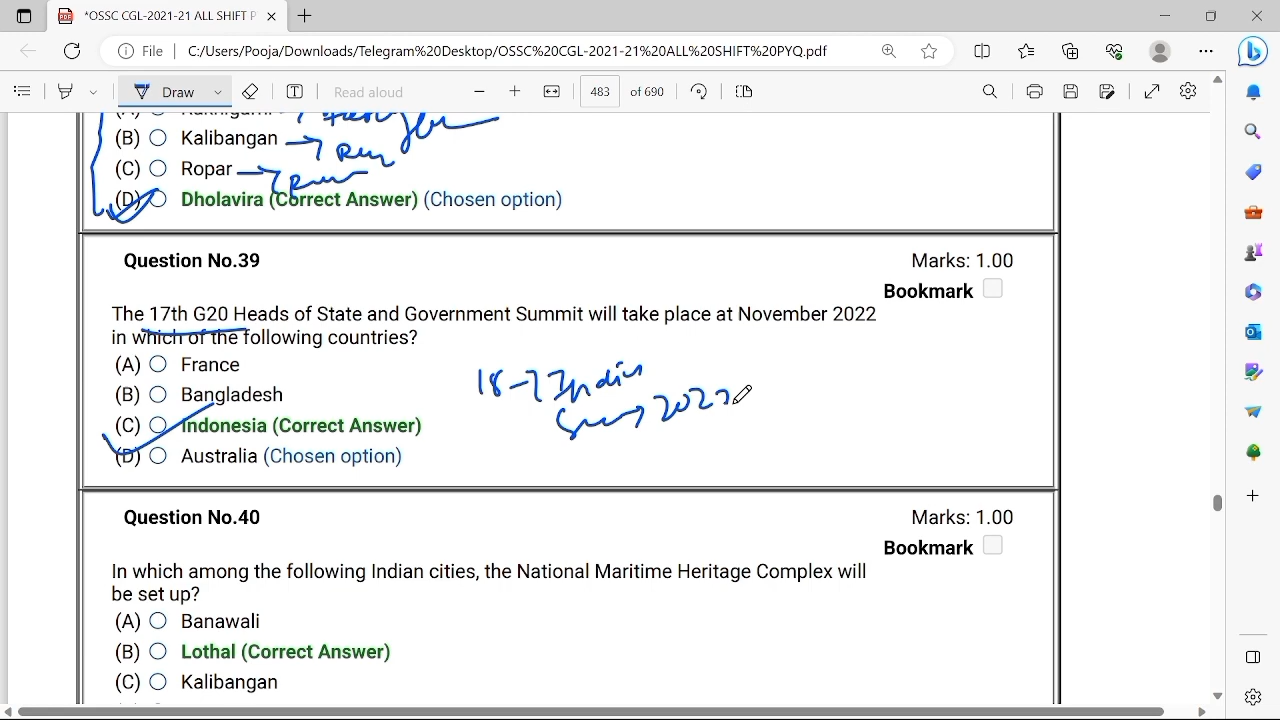 *OSSC CGL-2021-21 ALL SHIFT P
File C:/Users/Pooja/Downloads/Telegram%20Desktop/OSSC%20CGL-2021-21%20ALL%20SHIFT%20PYQ.pdf
Draw Read aloud 483 of 690
(B) Kalibangan
(C) Ropar
(D) Dholavira (Correct Answer) (Chosen option)
Question No.39 Marks: 1.00
Bookmark
The 17th G20 Heads of State and Government Summit will take place at November 2022
in which of the following countries?
(A) France
(B) Bangladesh
(C) Indonesia (Correct Answer)
(D) Australia (Chosen option)
18 → India
2023
Question No.40 Marks: 1.00
Bookmark
In which among the following Indian cities, the National Maritime Heritage Complex will
be set up?
(A) Banawali
(B) Lothal (Correct Answer)
(C) Kalibangan